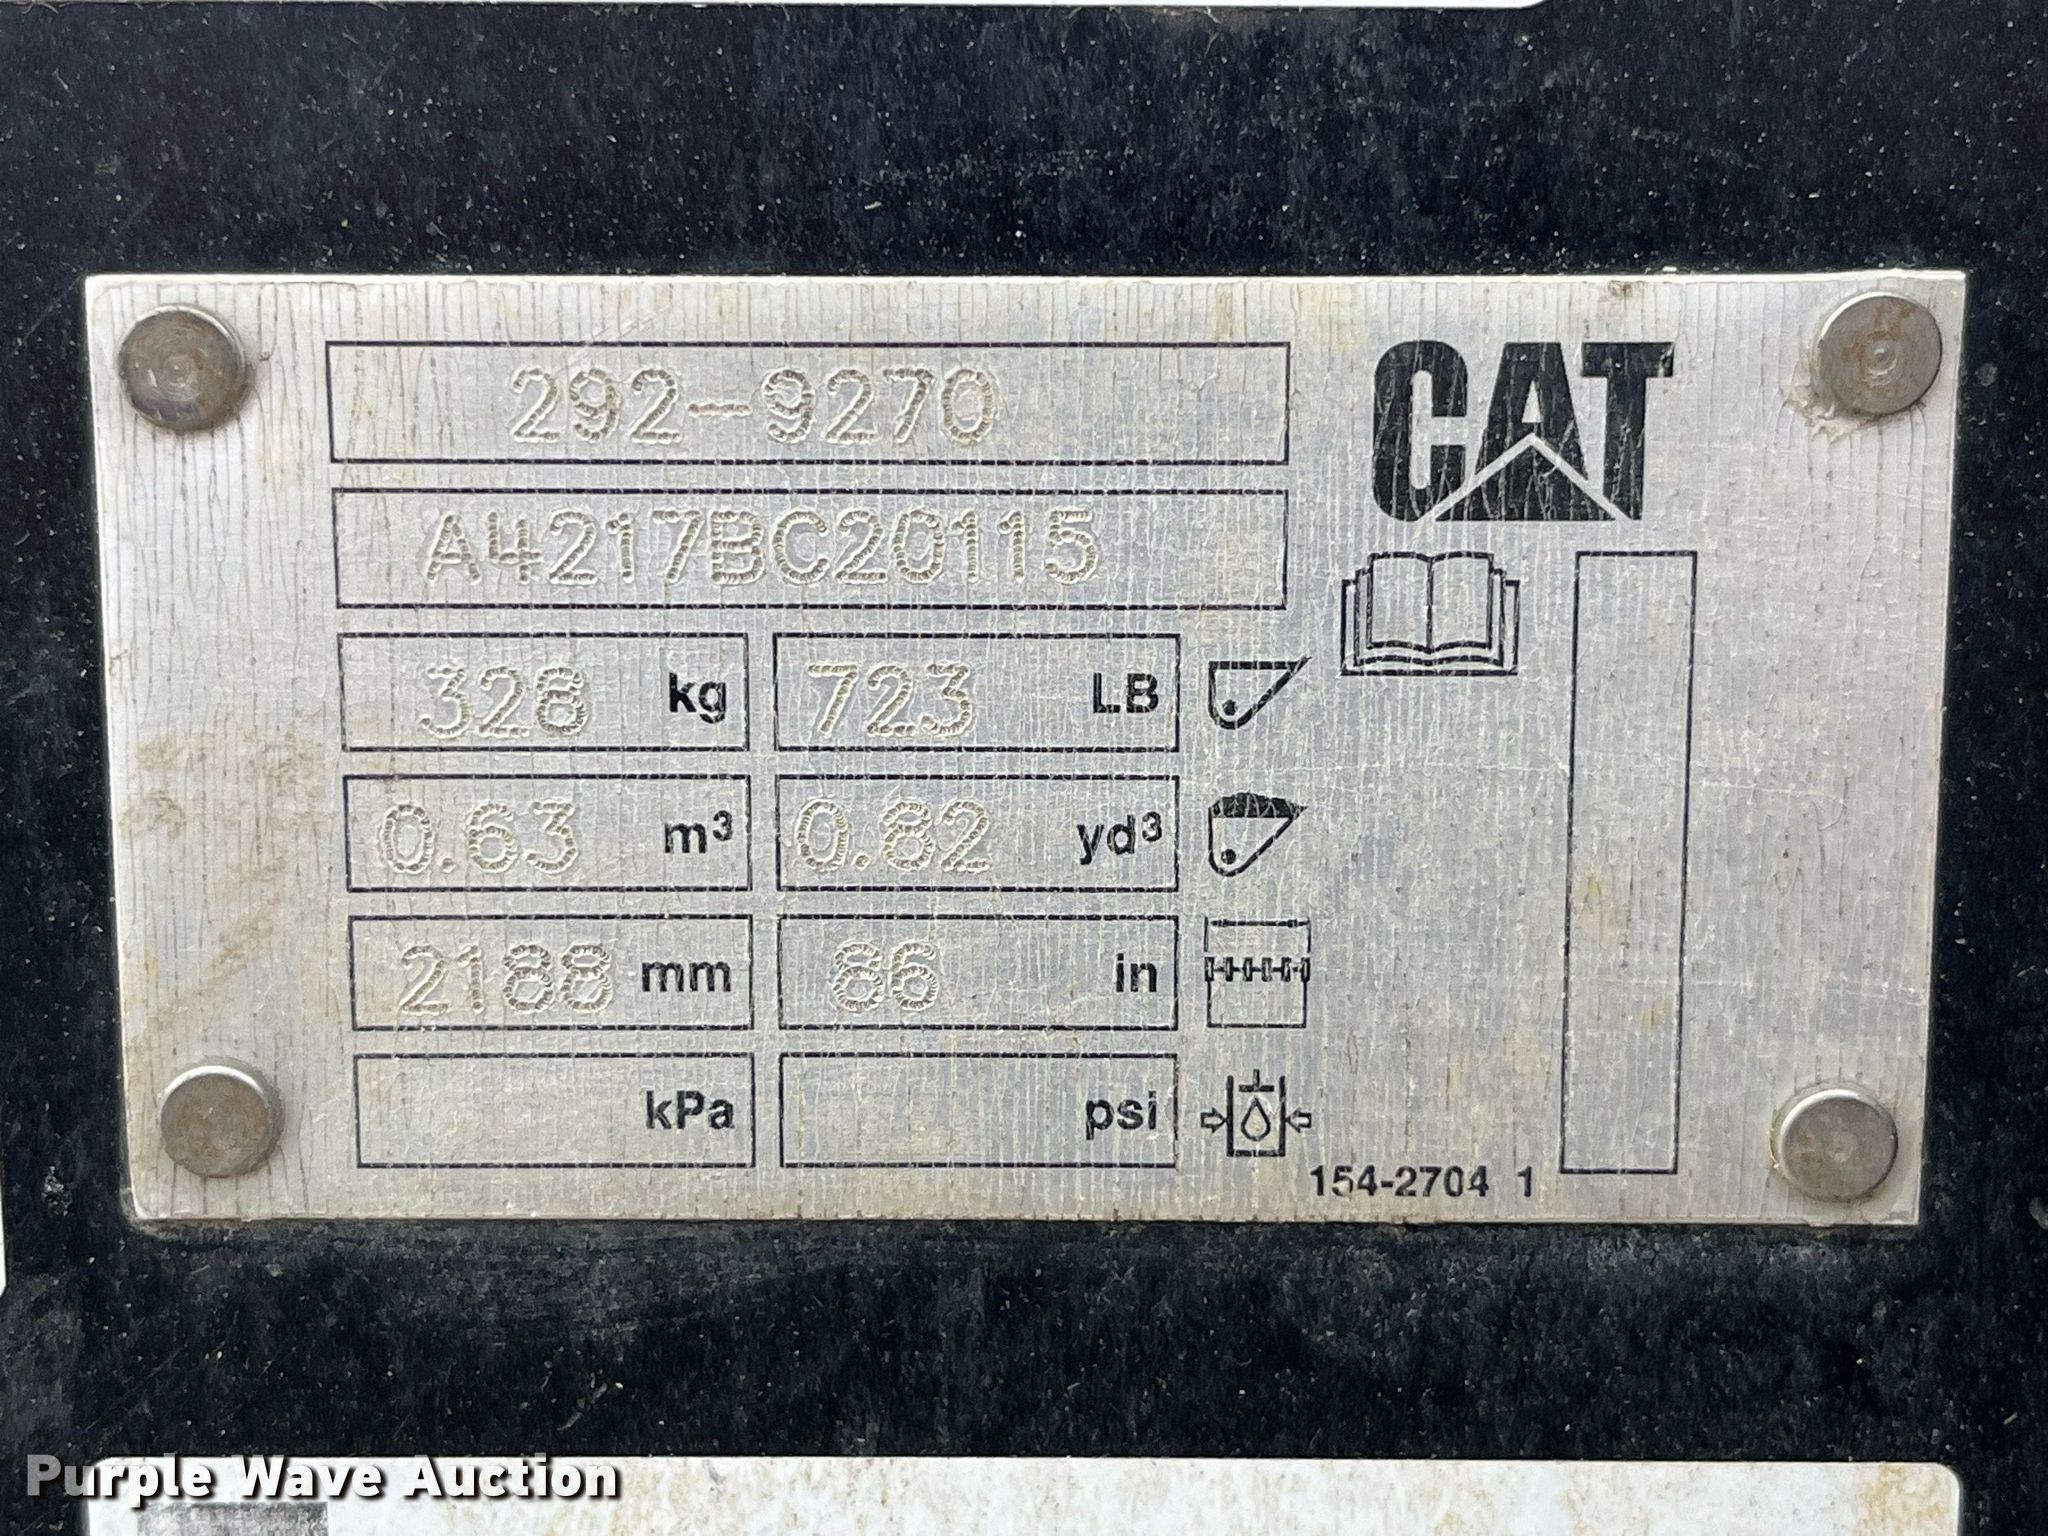 292-9270
CAT
A4217BC20115
328 kg 723 LB
0.63 m³ 0.82 yd³
2188 mm 86 in
kPa psi
154-2704 1
Purple Wave Auction